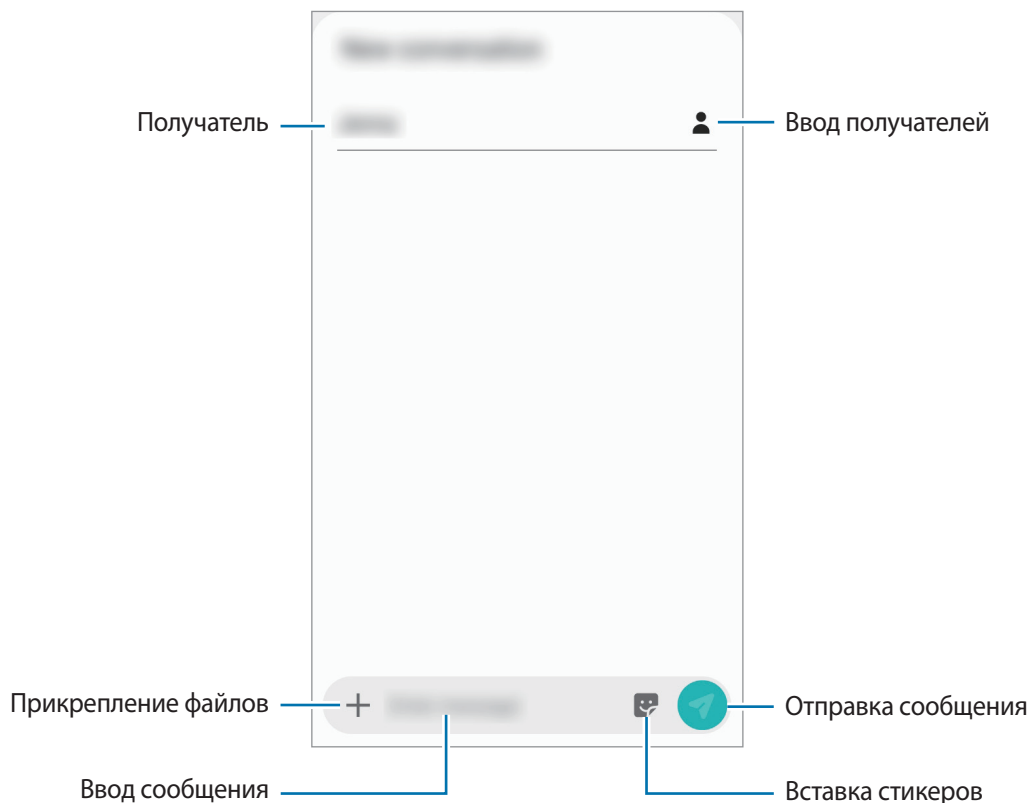 Получатель
Ввод получателей
Прикрепление файлов
Отправка сообщения
Ввод сообщения
Вставка стикеров